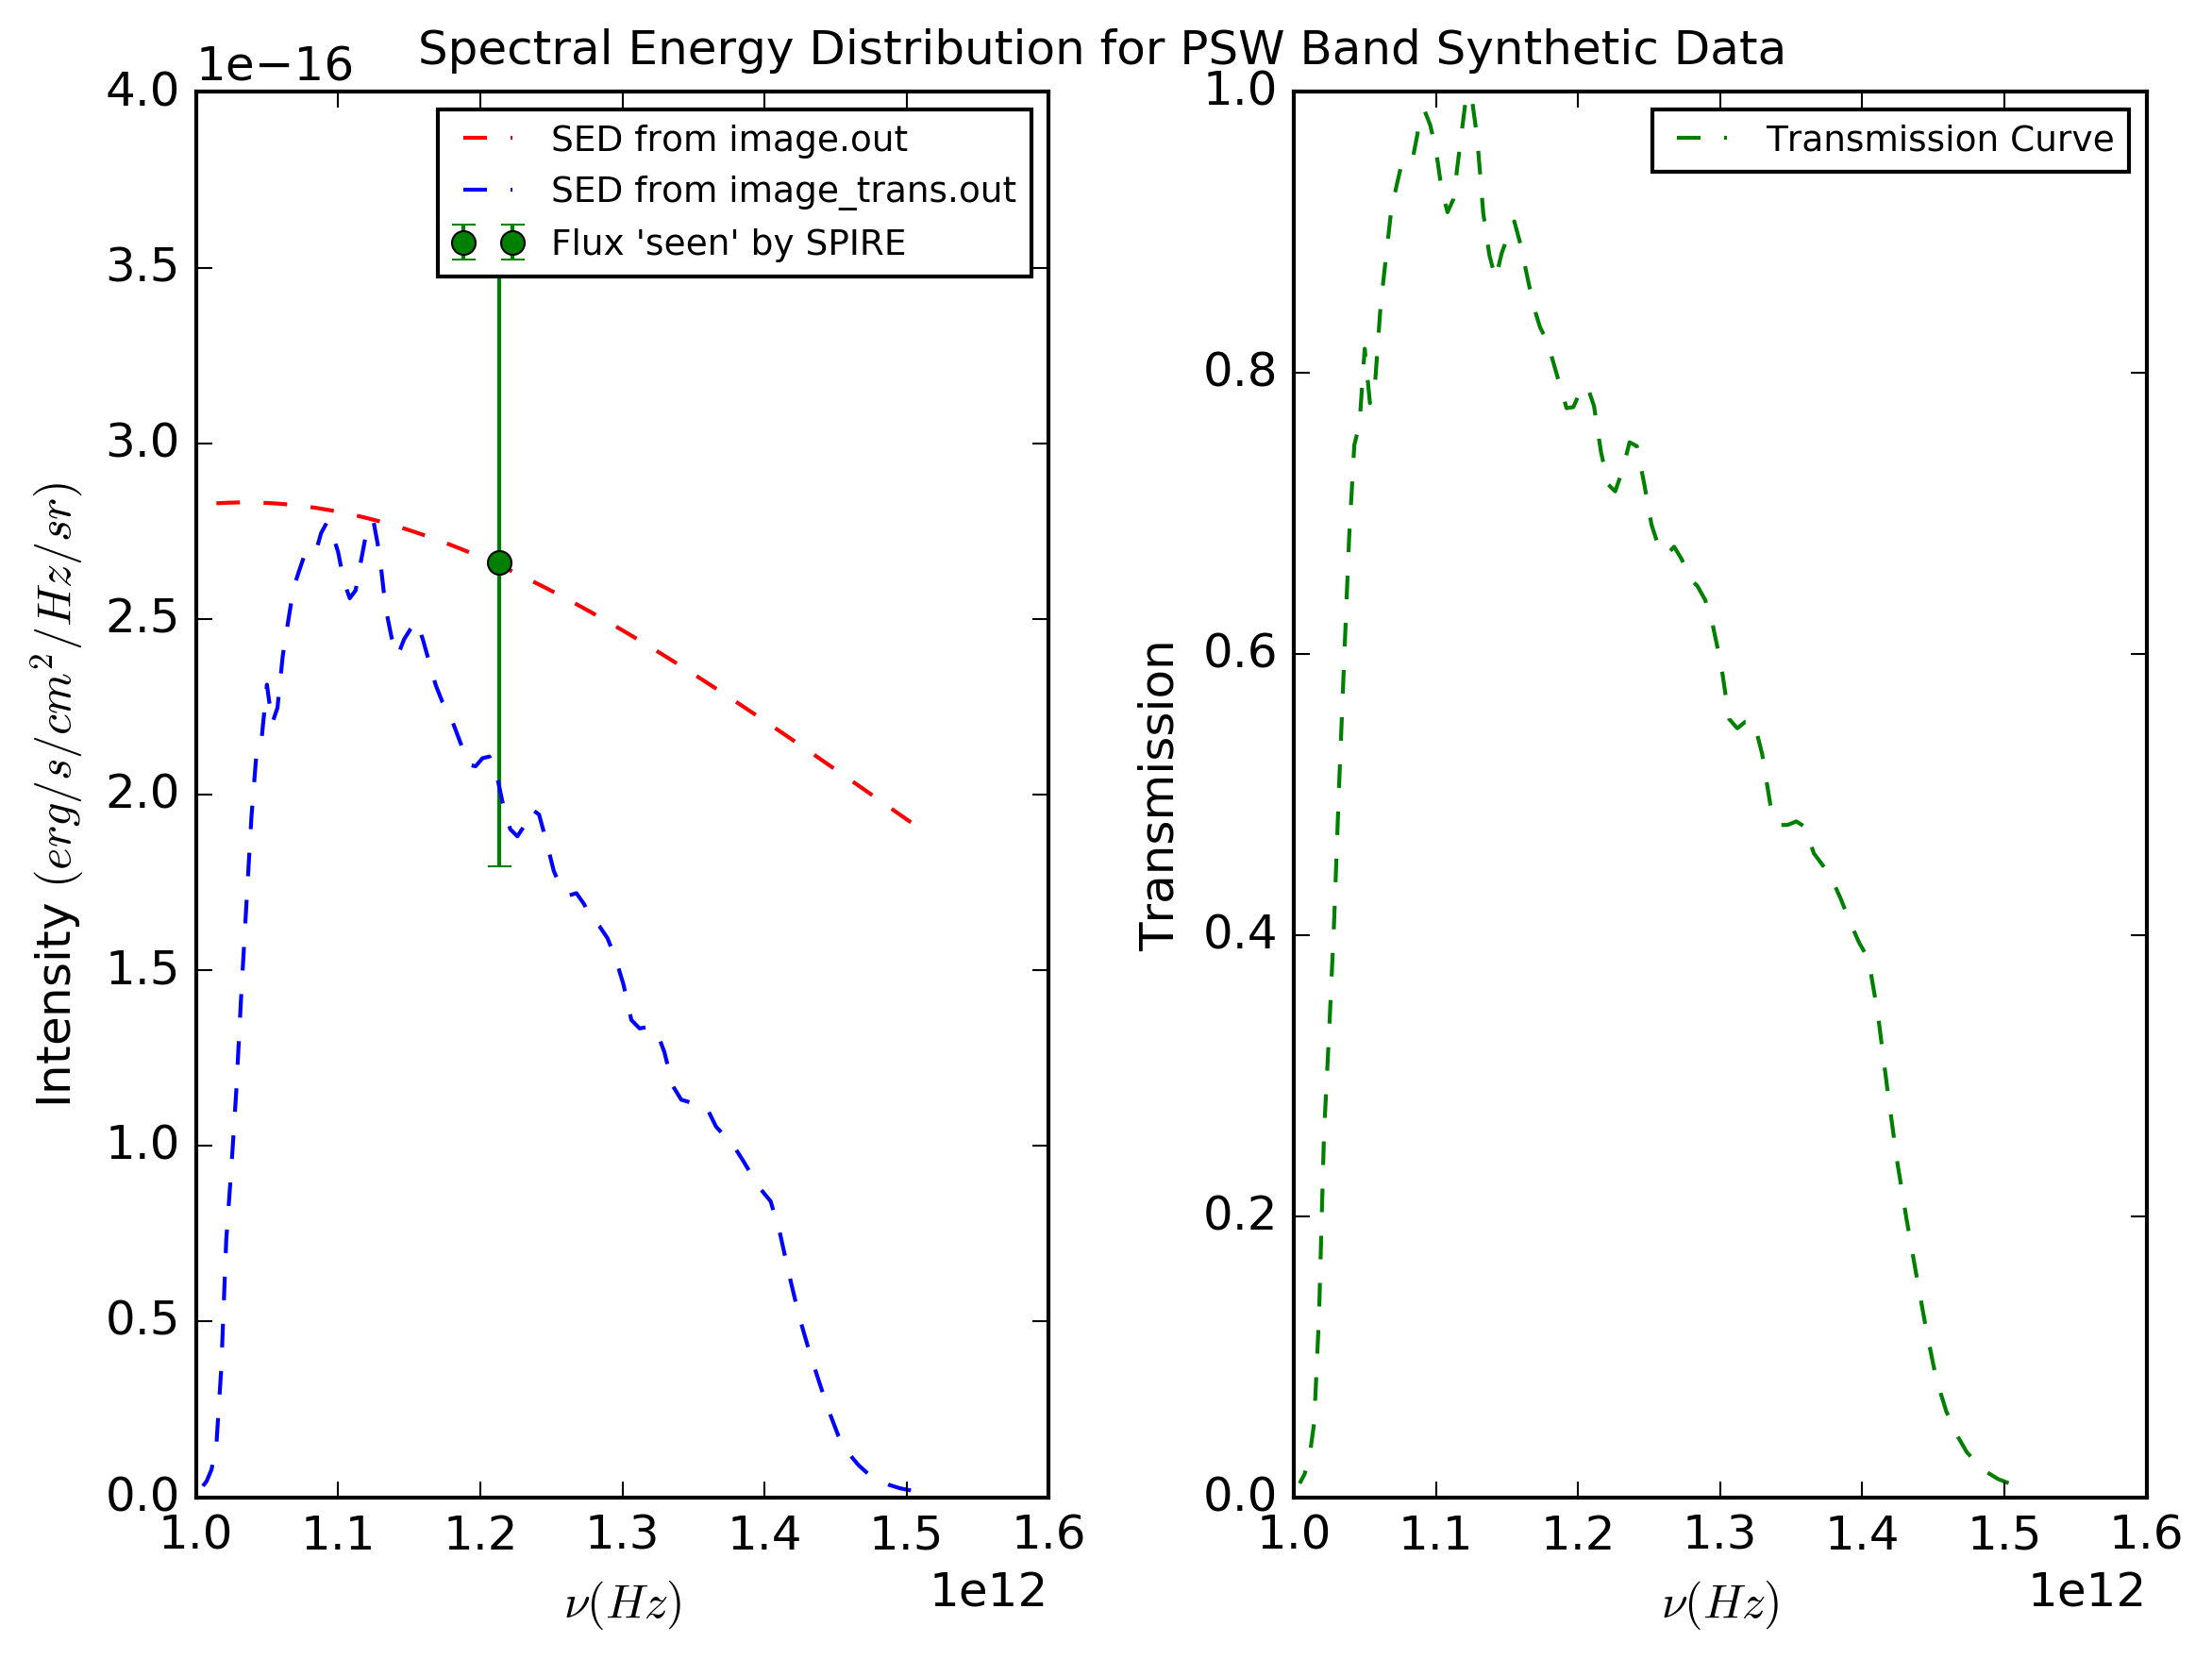 Spectral Energy Distribution for PSW Band Synthetic Data
1e−16
4.0
3.5
3.0
2.5
2.0
1.5
1.0
0.5
0.0
Intensity (erg/s/cm²/Hz/sr)
SED from image.out
SED from image_trans.out
Flux 'seen' by SPIRE
1.0 1.1 1.2 1.3 1.4 1.5 1.6
1e12
ν(Hz)
1.0
0.8
0.6
0.4
0.2
0.0
Transmission
Transmission Curve
1.0 1.1 1.2 1.3 1.4 1.5 1.6
1e12
ν(Hz)